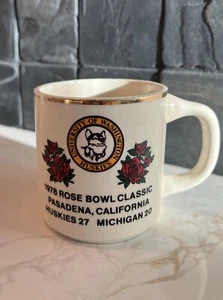 UNIVERSITY OF WASHINGTON
HUSKIES
1978 ROSE BOWL CLASSIC
PASADENA, CALIFORNIA
HUSKIES 27 MICHIGAN 20